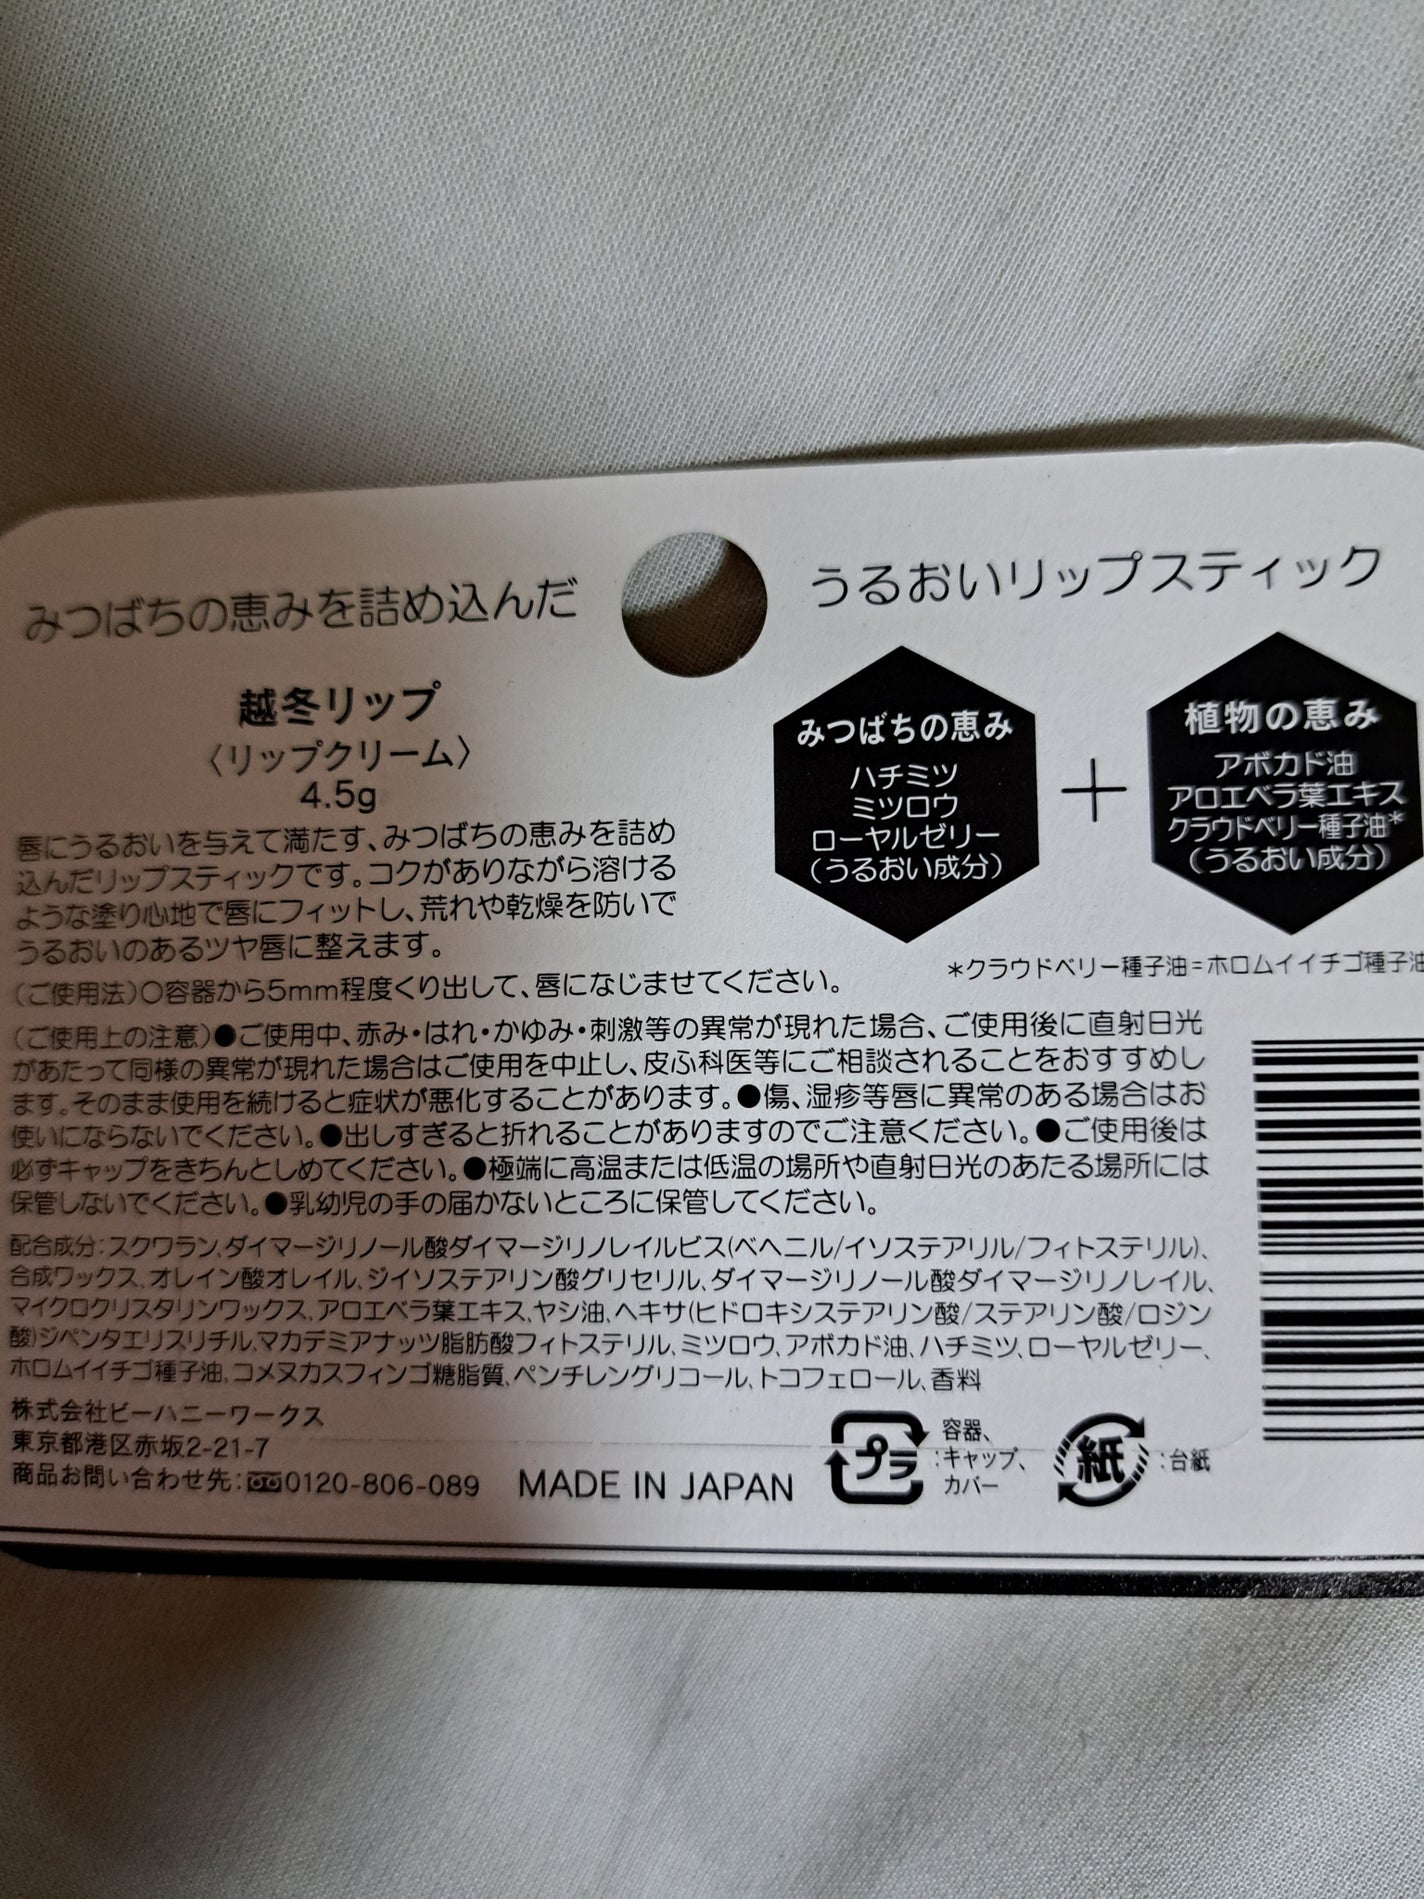 みつばちの恵みを詰め込んだ
うるおいリップスティック
越冬リップ
〈リップクリーム〉
4.5g
唇にうるおいを与えて満たす、みつばちの恵みを詰め
込んだリップスティックです。コクがありながら溶ける
ような塗り心地で唇にフィットし、荒れや乾燥を防いで
うるおいのあるツヤ唇に整えます。
みつばちの恵み
ハチミツ
ミツロウ
ローヤルゼリー
(うるおい成分)
+
植物の恵み
アボカド油
アロエベラ葉エキス
クラウドベリー種子油*
(うるおい成分)
*クラウドベリー種子油=ホロムイイチゴ種子油
(ご使用法)○容器から5mm程度くり出して、唇になじませてください。
(ご使用上の注意)●ご使用中、赤み・はれ・かゆみ・刺激等の異常が現れた場合、ご使用後に直射日光
があたって同様の異常が現れた場合はご使用を中止し、皮ふ科医等にご相談されることをおすすめし
ます。そのまま使用を続けると症状が悪化することがあります。●傷、湿疹等唇に異常のある場合はお
使いにならないでください。●出しすぎると折れることがありますのでご注意ください。●ご使用後は
必ずキャップをきちんとしめてください。●極端に高温または低温の場所や直射日光のあたる場所には
保管しないでください。●乳幼児の手の届かないところに保管してください。
配合成分:スクワラン、ダイマージリノール酸ダイマージリノレイルビス(ベヘニル/イソステアリル/フィトステリル)、
合成ワックス、オレイン酸オレイル、ジイソステアリン酸グリセリル、ダイマージリノール酸ダイマージリノレイル、
マイクロクリスタリンワックス、アロエベラ葉エキス、ヤシ油、ヘキサ(ヒドロキシステアリン酸/ステアリン酸/ロジン
酸)ジペンタエリスリチル、マカデミアナッツ脂肪酸フィトステリル、ミツロウ、アボカド油、ハチミツ、ローヤルゼリー、
ホロムイイチゴ種子油、コメヌカスフィンゴ糖脂質、ペンチレングリコール、トコフェロール、香料
株式会社ビーハニーワークス
東京都港区赤坂2-21-7
商品お問い合わせ先:0120-806-089
MADE IN JAPAN
プラ
:容器、
キャップ、
カバー
紙
:台紙